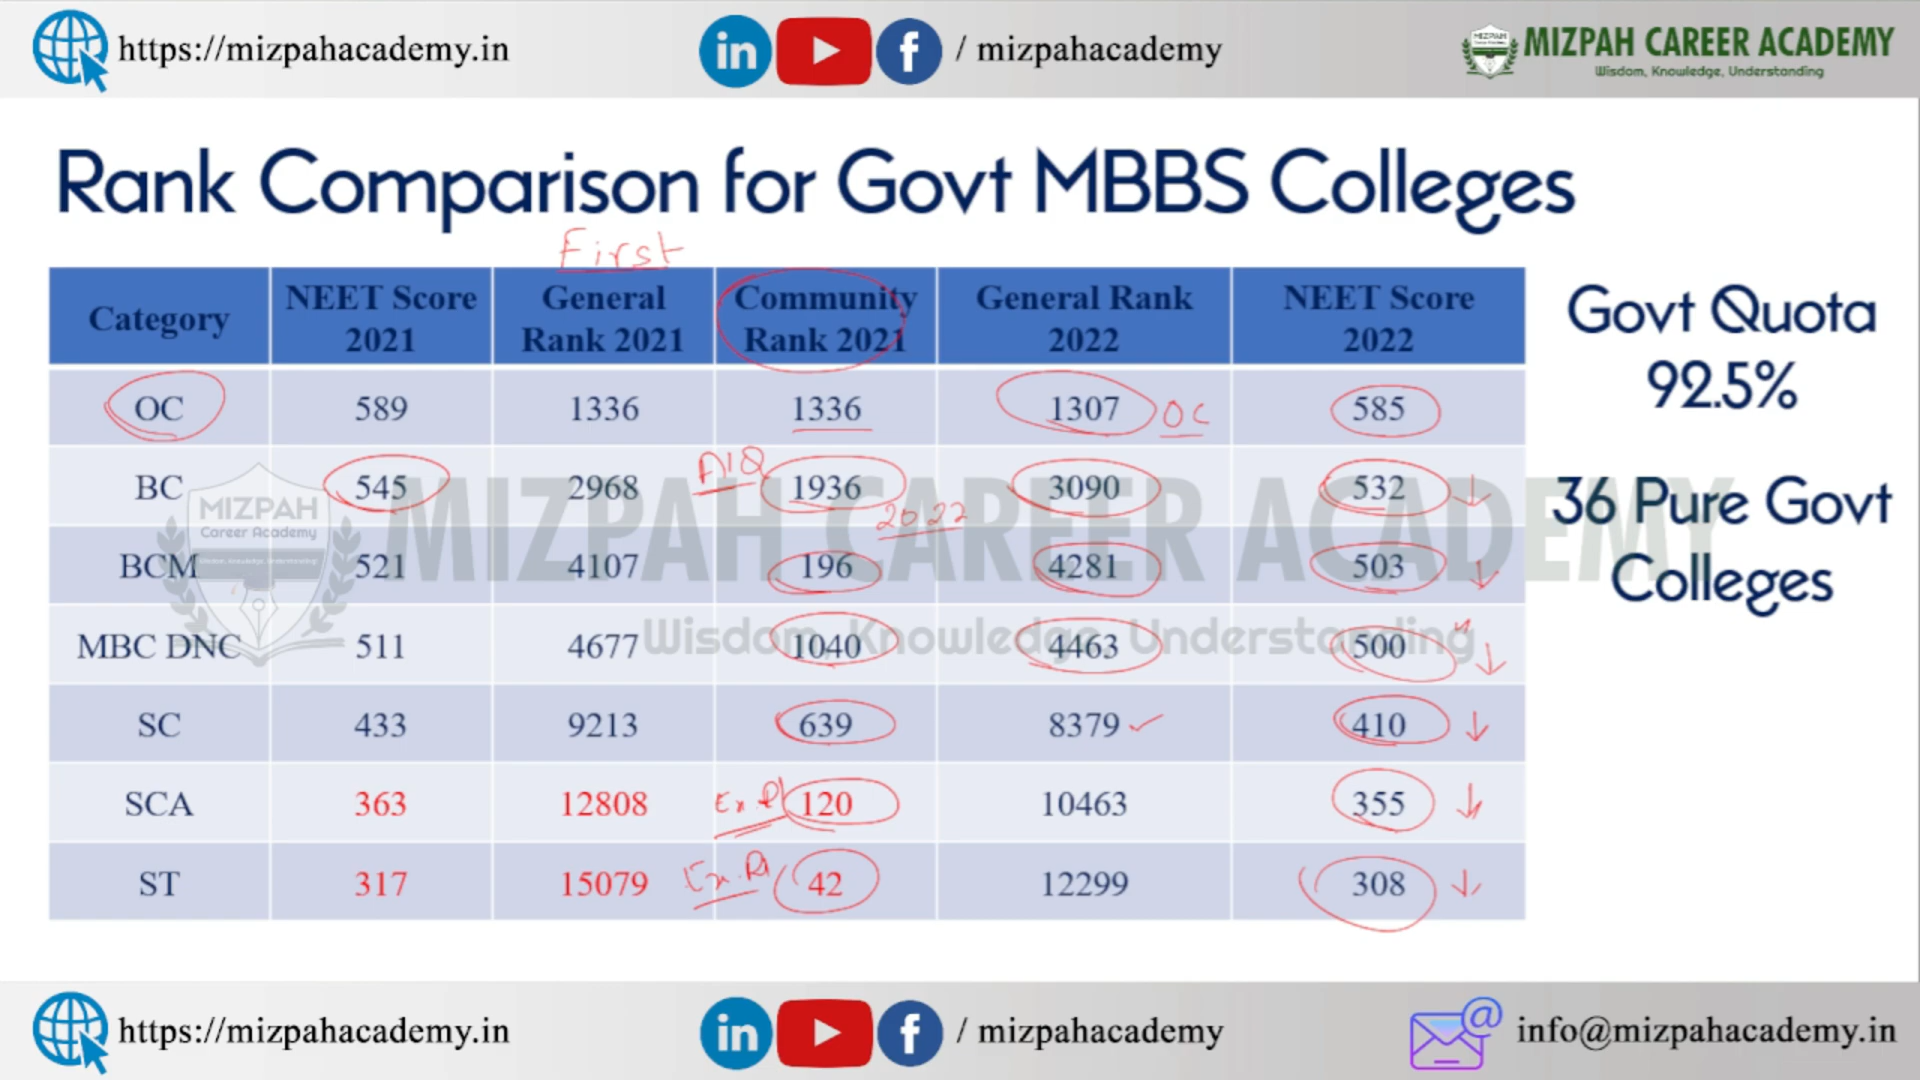 https://mizpahacademy.in
in f / mizpahacademy
MIZPAH Career Academy
MIZPAH CAREER ACADEMY
Wisdom, Knowledge, Understanding
Rank Comparison for Govt MBBS Colleges
First
Category NEET Score 2021 General Rank 2021 Community Rank 2021 General Rank 2022 NEET Score 2022
OC 589 1336 1336 1307 OC 585
BC 545 2968 AIQ 1936 3090 532
2022
BCM 521 4107 196 4281 503
MBC DNC 511 4677 1040 4463 500
SC 433 9213 639 8379 410
SCA 363 12808 120 10463 355
ST 317 15079 42 12299 308
Govt Quota
92.5%
36 Pure Govt
Colleges
MIZPAH
Career Academy
MIZPAH CAREER ACADEMY
Wisdom, Knowledge, Understanding
https://mizpahacademy.in
in f / mizpahacademy
@ info@mizpahacademy.in